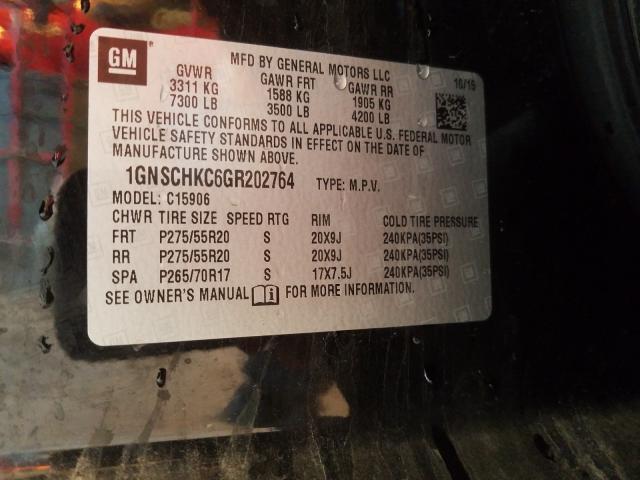 GM
MFD BY GENERAL MOTORS LLC
GVWR GAWR FRT GAWR RR 10/15
3311 KG 1588 KG 1905 KG
7300 LB 3500 LB 4200 LB
THIS VEHICLE CONFORMS TO ALL APPLICABLE U.S. FEDERAL MOTOR
VEHICLE SAFETY STANDARDS IN EFFECT ON THE DATE OF
MANUFACTURE SHOWN ABOVE.
1GNSCHKC6GR202764 TYPE: M.P.V.
MODEL: C15906
CHWR TIRE SIZE SPEED RTG RIM COLD TIRE PRESSURE
FRT P275/55R20 S 20X9J 240KPA(35PSI)
RR P275/55R20 S 20X9J 240KPA(35PSI)
SPA P265/70R17 S 17X7.5J 240KPA(35PSI)
SEE OWNER'S MANUAL FOR MORE INFORMATION.